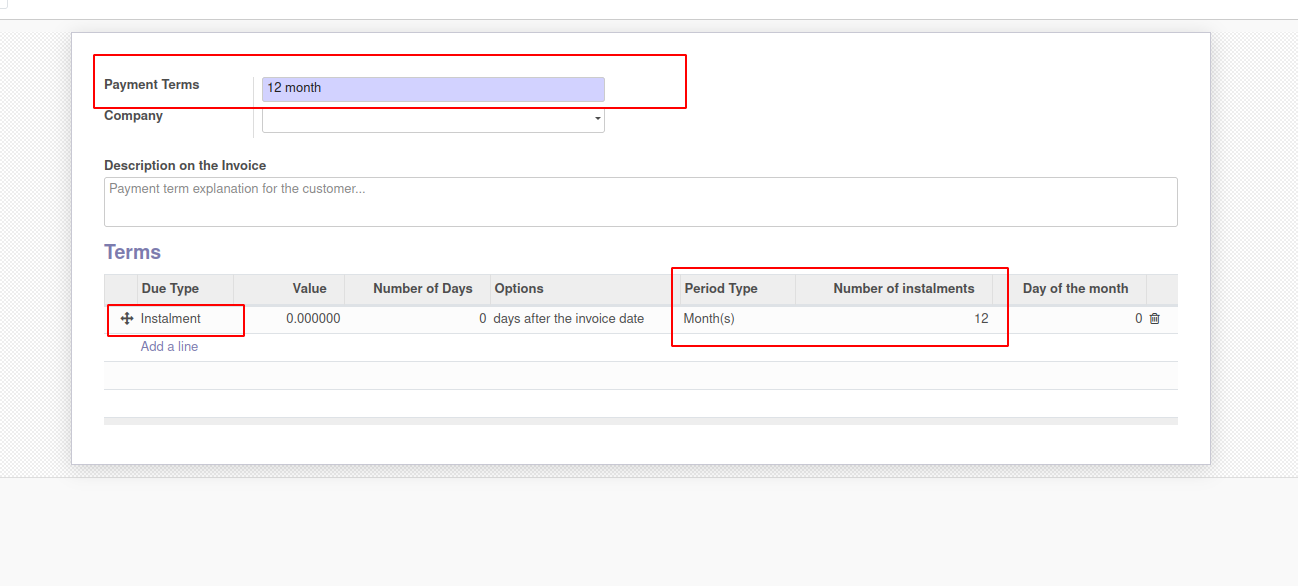 Payment Terms 12 month
Company
Description on the Invoice
Payment term explanation for the customer...
Terms
Due Type Value Number of Days Options Period Type Number of instalments Day of the month
Instalment 0.000000 0 days after the invoice date Month(s) 12 0
Add a line